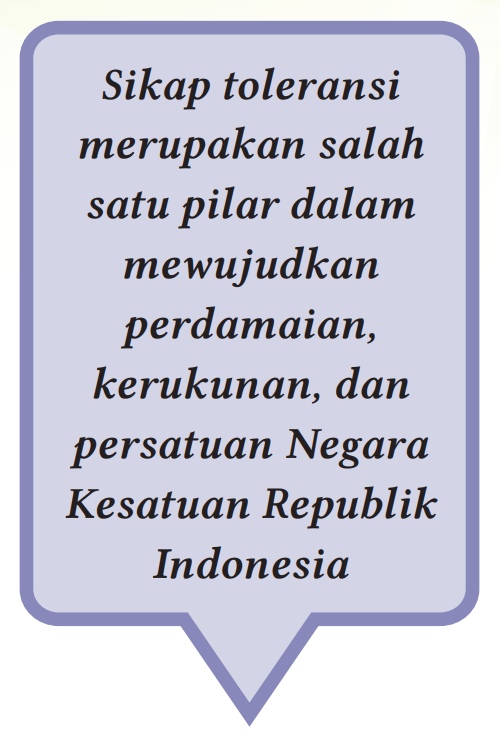 Sikap toleransi
merupakan salah
satu pilar dalam
mewujudkan
perdamaian,
kerukunan, dan
persatuan Negara
Kesatuan Republik
Indonesia